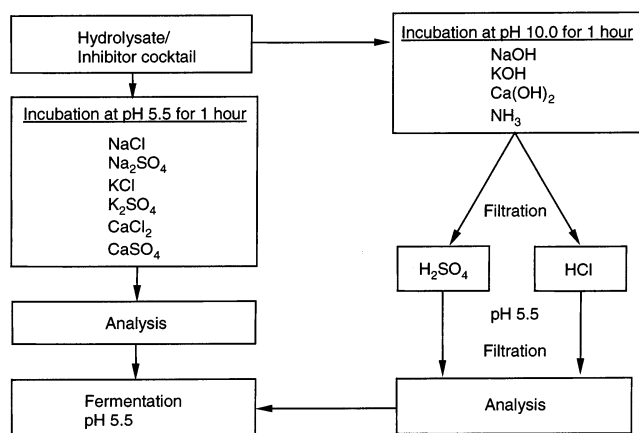 Hydrolysate/
Inhibitor cocktail
Incubation at pH 5.5 for 1 hour
NaCl
Na₂SO₄
KCl
K₂SO₄
CaCl₂
CaSO₄
Analysis
Fermentation
pH 5.5
Incubation at pH 10.0 for 1 hour
NaOH
KOH
Ca(OH)₂
NH₃
Filtration
H₂SO₄
HCl
pH 5.5
Filtration
Analysis